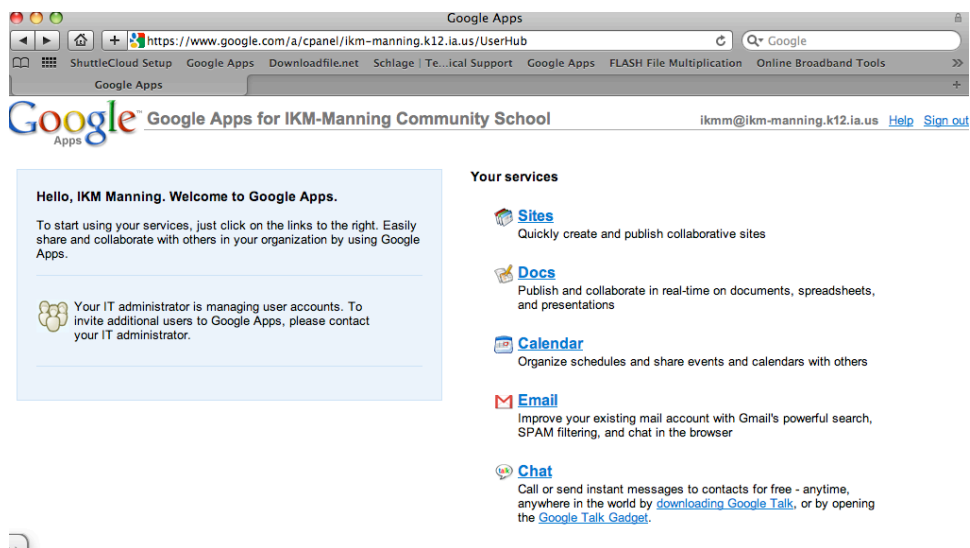 Google Apps
https://www.google.com/a/cpanel/ikm-manning.k12.ia.us/UserHub
Google
ShuttleCloud Setup Google Apps Downloadfile.net Schlage | Te...ical Support Google Apps FLASH File Multiplication Online Broadband Tools
Google Apps
Google™ Apps
Google Apps for IKM-Manning Community School
ikmm@ikm-manning.k12.ia.us Help Sign out
Hello, IKM Manning. Welcome to Google Apps.
To start using your services, just click on the links to the right. Easily
share and collaborate with others in your organization by using Google
Apps.
Your IT administrator is managing user accounts. To
invite additional users to Google Apps, please contact
your IT administrator.
Your services
Sites
Quickly create and publish collaborative sites
Docs
Publish and collaborate in real-time on documents, spreadsheets,
and presentations
Calendar
Organize schedules and share events and calendars with others
Email
Improve your existing mail account with Gmail's powerful search,
SPAM filtering, and chat in the browser
talk
Chat
Call or send instant messages to contacts for free - anytime,
anywhere in the world by downloading Google Talk, or by opening
the Google Talk Gadget.